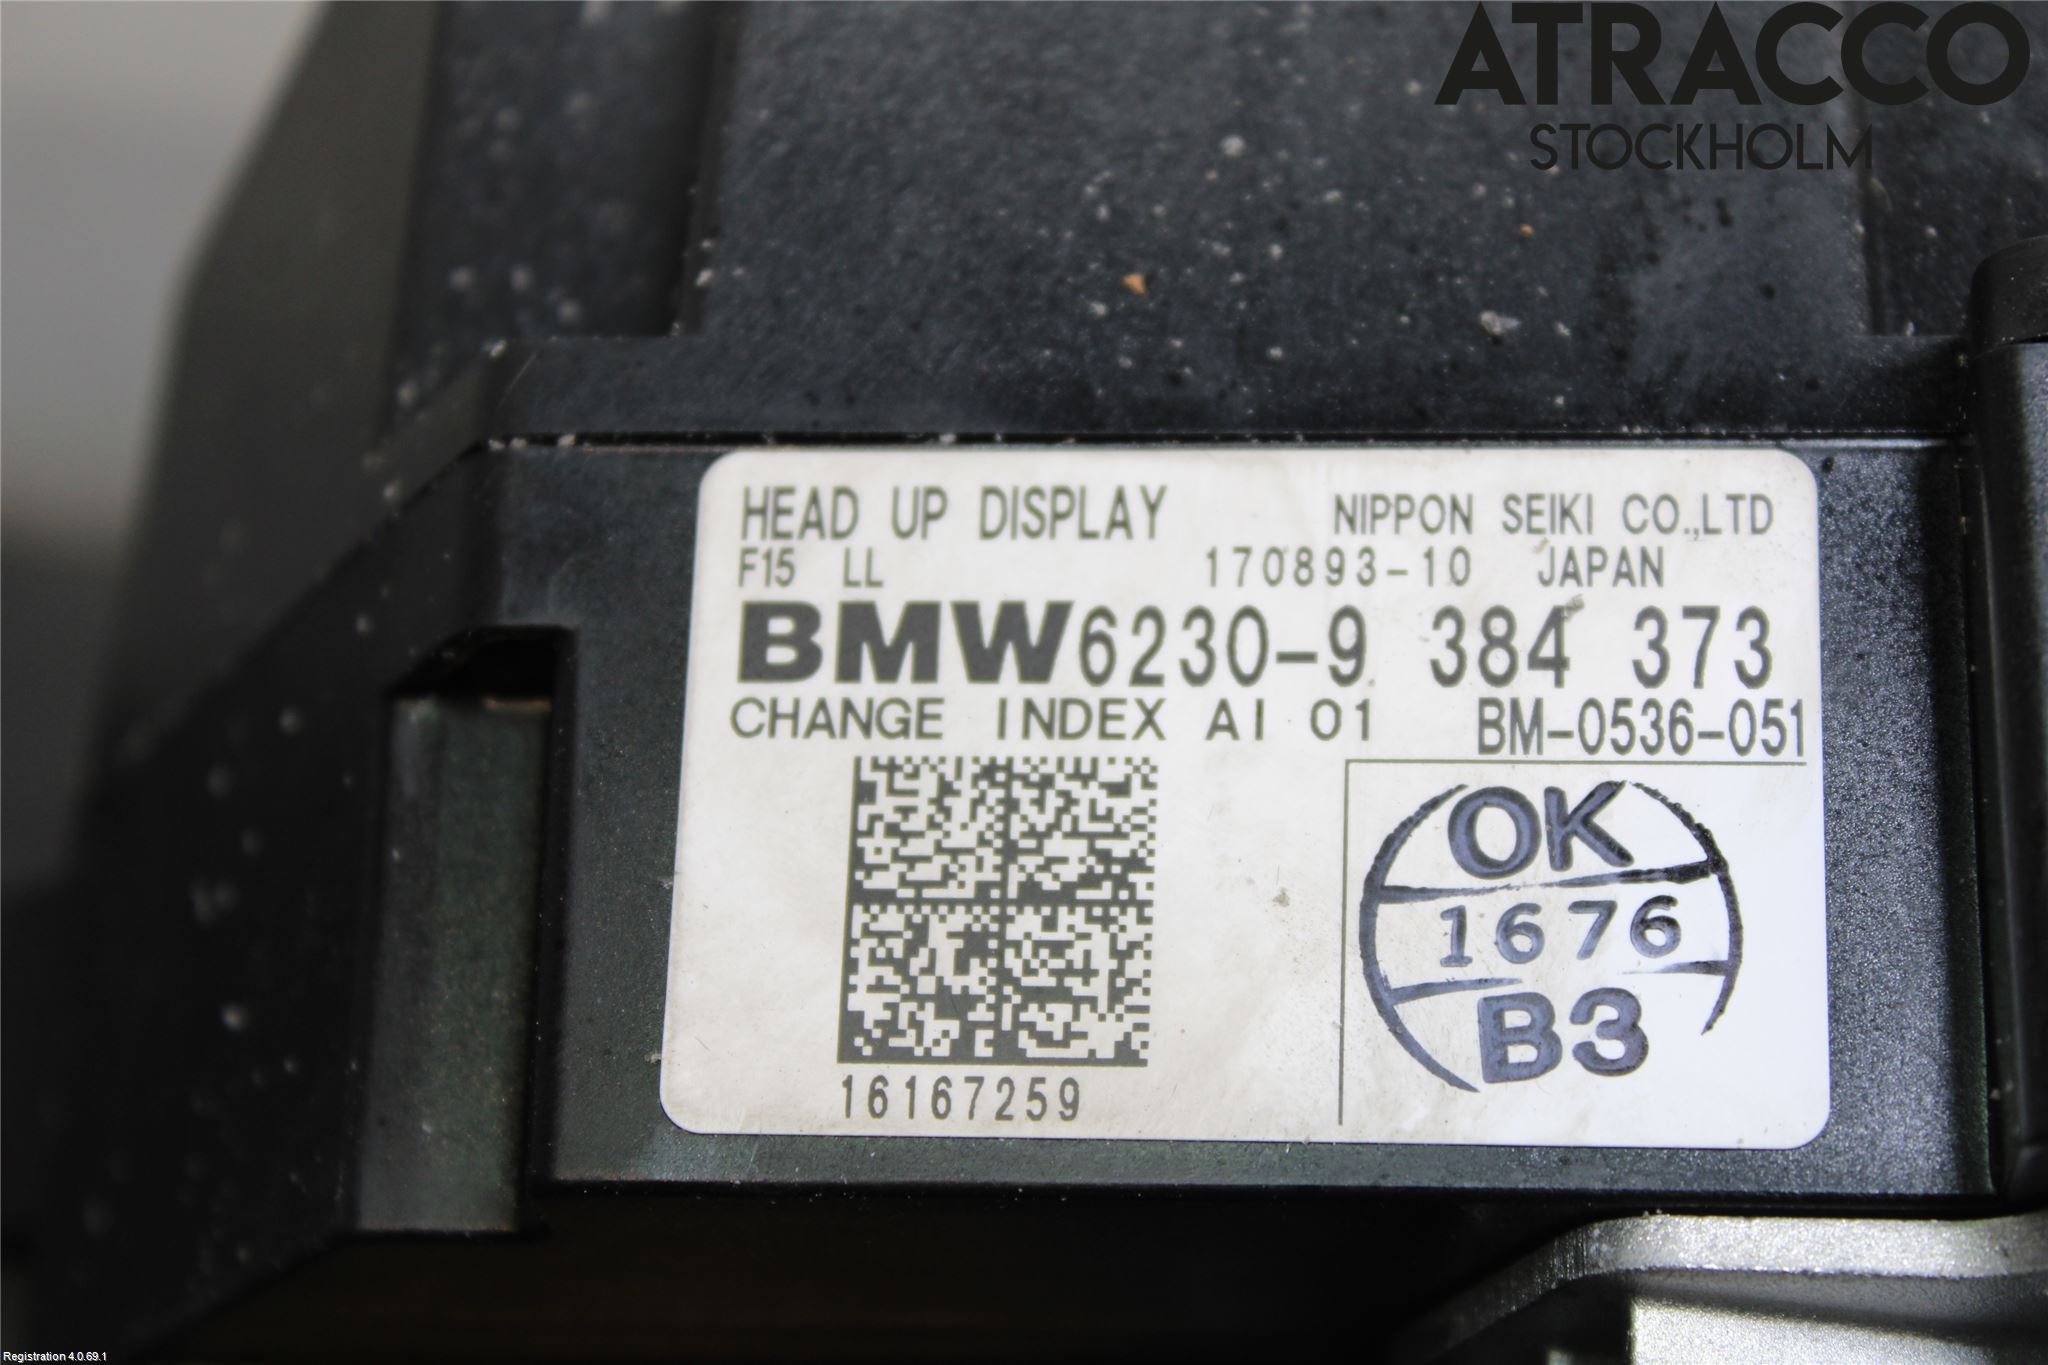 ATRACCO
STOCKHOLM
HEAD UP DISPLAY NIPPON SEIKI CO.,LTD
F15 LL 170893-10 JAPAN
BMW6230-9 384 373
CHANGE INDEX AI 01 BM-0536-051
OK
1676
B3
16167259
Registration 4.0.69.1